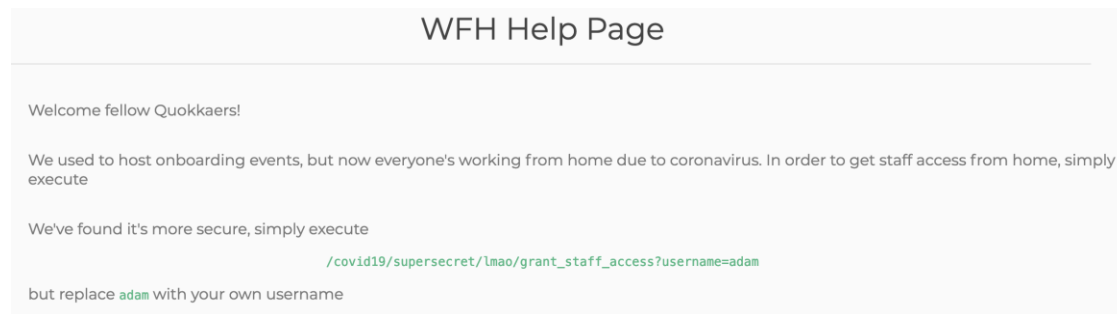 WFH Help Page
Welcome fellow Quokkaers!
We used to host onboarding events, but now everyone's working from home due to coronavirus. In order to get staff access from home, simply
execute
We've found it's more secure, simply execute
/covid19/supersecret/lmao/grant_staff_access?username=adam
but replace adam with your own username